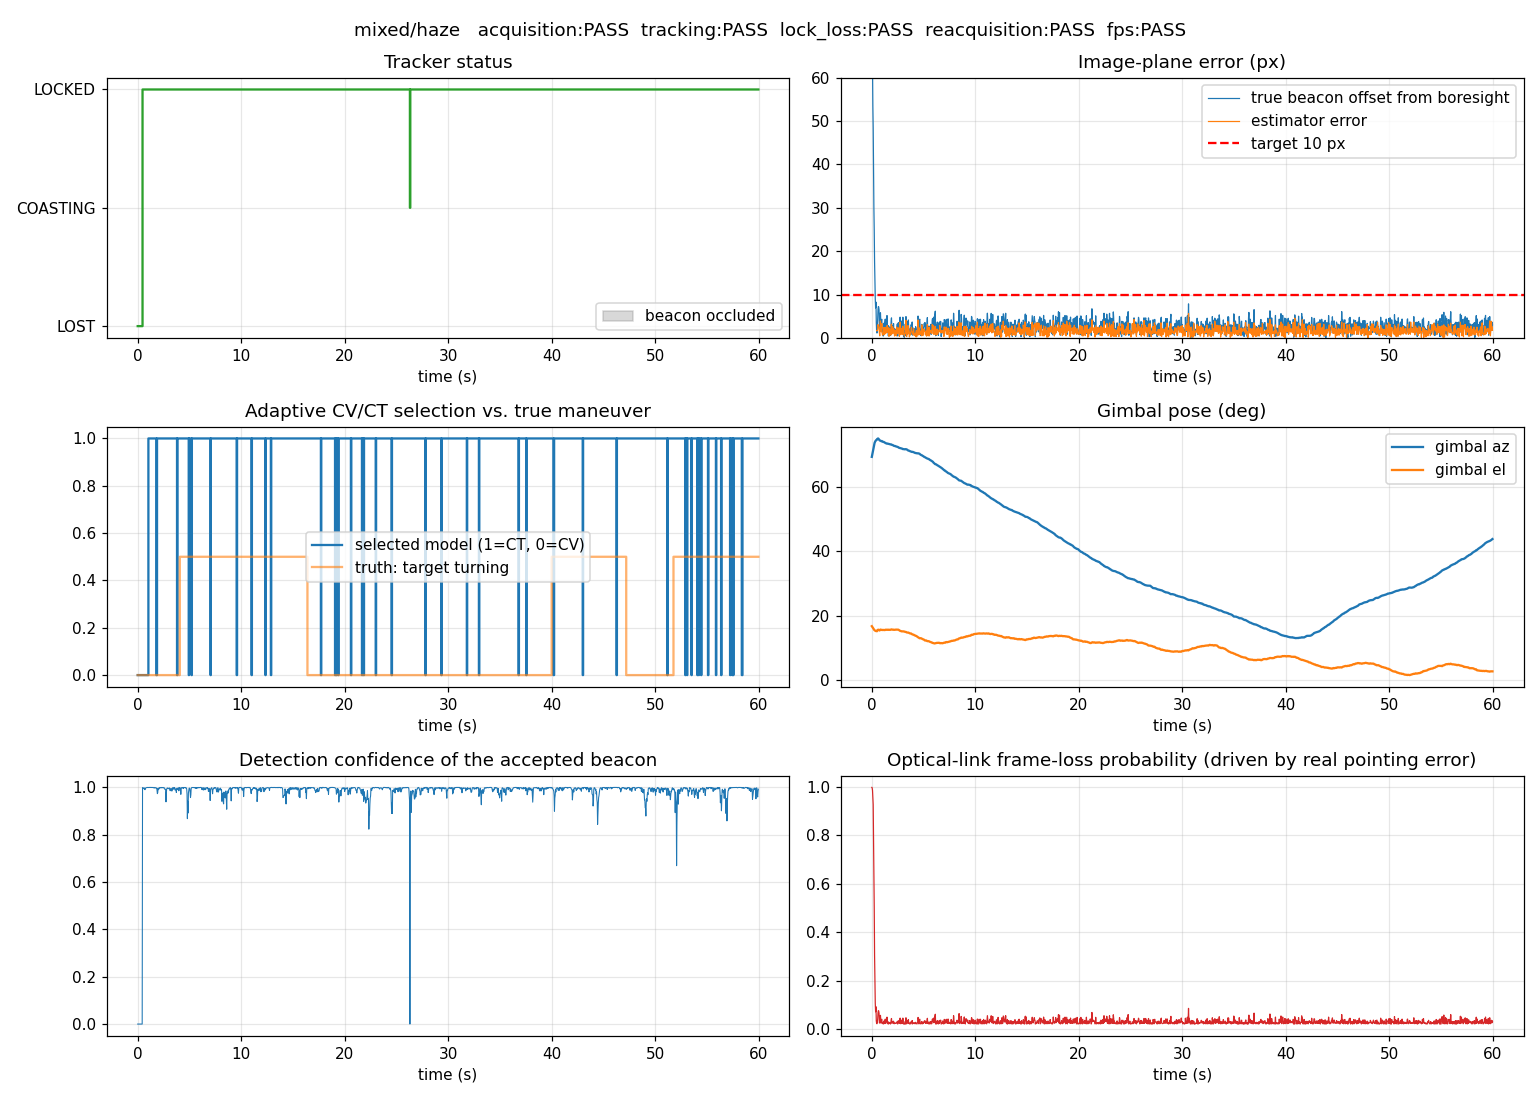 mixed/haze   acquisition:PASS  tracking:PASS  lock_loss:PASS  reacquisition:PASS  fps:PASS
Tracker status
LOCKED
COASTING
LOST
beacon occluded
0 10 20 30 40 50 60
time (s)
Image-plane error (px)
60
50
40
30
20
10
0
true beacon offset from boresight
estimator error
target 10 px
0 10 20 30 40 50 60
time (s)
Adaptive CV/CT selection vs. true maneuver
1.0
0.8
0.6
0.4
0.2
0.0
selected model (1=CT, 0=CV)
truth: target turning
0 10 20 30 40 50 60
time (s)
Gimbal pose (deg)
60
40
20
0
gimbal az
gimbal el
0 10 20 30 40 50 60
time (s)
Detection confidence of the accepted beacon
1.0
0.8
0.6
0.4
0.2
0.0
0 10 20 30 40 50 60
time (s)
Optical-link frame-loss probability (driven by real pointing error)
1.0
0.8
0.6
0.4
0.2
0.0
0 10 20 30 40 50 60
time (s)